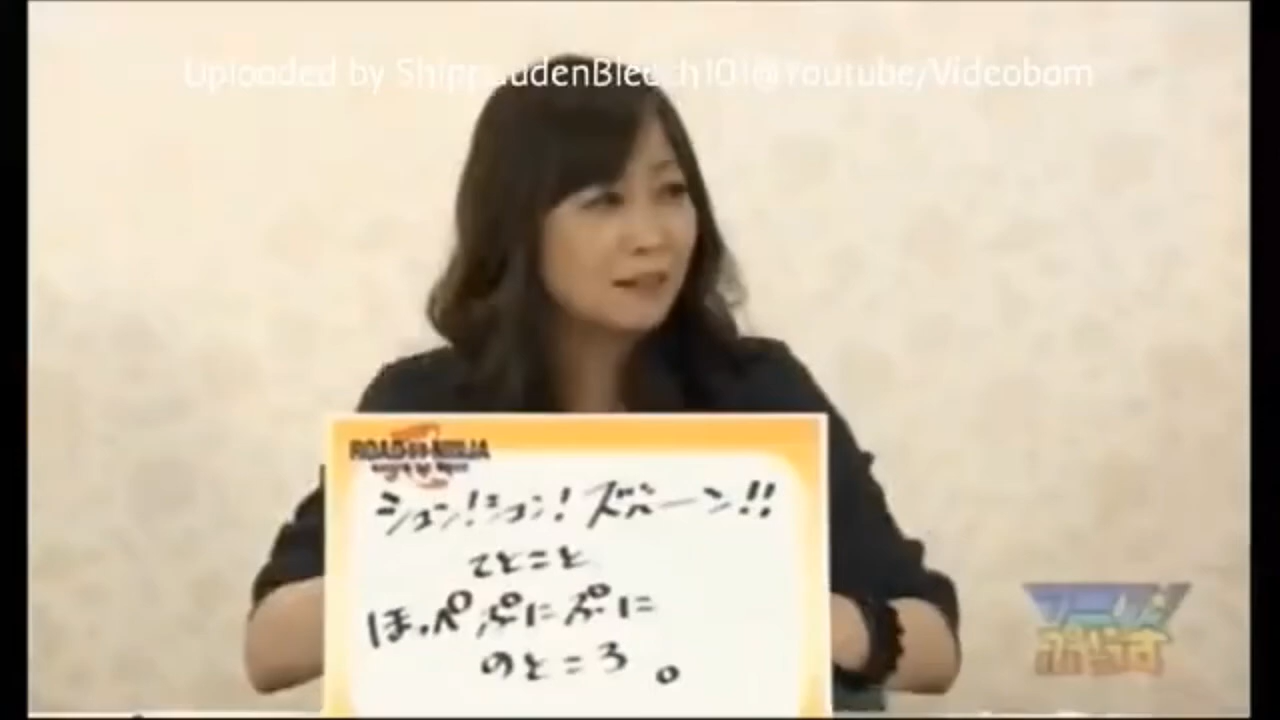 Uploaded by ShippuudenBleach101@Youtube/Videobam
ROAD TO NINJA
シュン!シュン!ズバーン!!
てとこと
ほっぺぷにぷに
のところ。